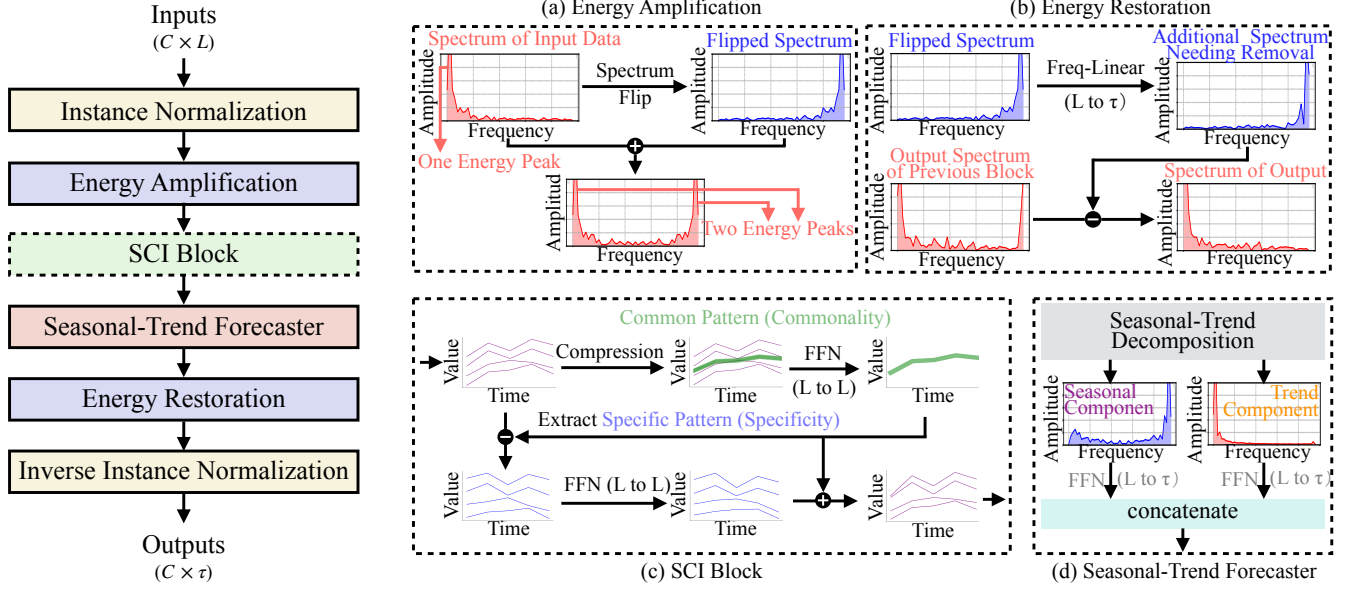 Inputs
(C × L)
Instance Normalization
Energy Amplification
SCI Block
Seasonal-Trend Forecaster
Energy Restoration
Inverse Instance Normalization
Outputs
(C × τ)
(a) Energy Amplification
Spectrum of Input Data
Amplitude
Frequency
Spectrum
Flip
Flipped Spectrum
Amplitude
Frequency
One Energy Peak
Amplitud
Frequency
Two Energy Peaks
(b) Energy Restoration
Flipped Spectrum
Amplitude
Frequency
Freq-Linear
(L to τ)
Additional Spectrum
Needing Removal
Amplitude
Frequency
Output Spectrum
of Previous Block
Amplitude
Frequency
Spectrum of Output
Amplitude
Frequency
Common Pattern (Commonality)
Value
Time
Compression
Value
Time
FFN
(L to L)
Value
Time
Extract Specific Pattern (Specificity)
Value
Time
FFN (L to L)
Value
Time
Value
Time
(c) SCI Block
Seasonal-Trend
Decomposition
Seasonal
Componen
Amplitude
Frequency
Trend
Component
Amplitude
Frequency
FFN (L to τ)
FFN (L to τ)
concatenate
(d) Seasonal-Trend Forecaster